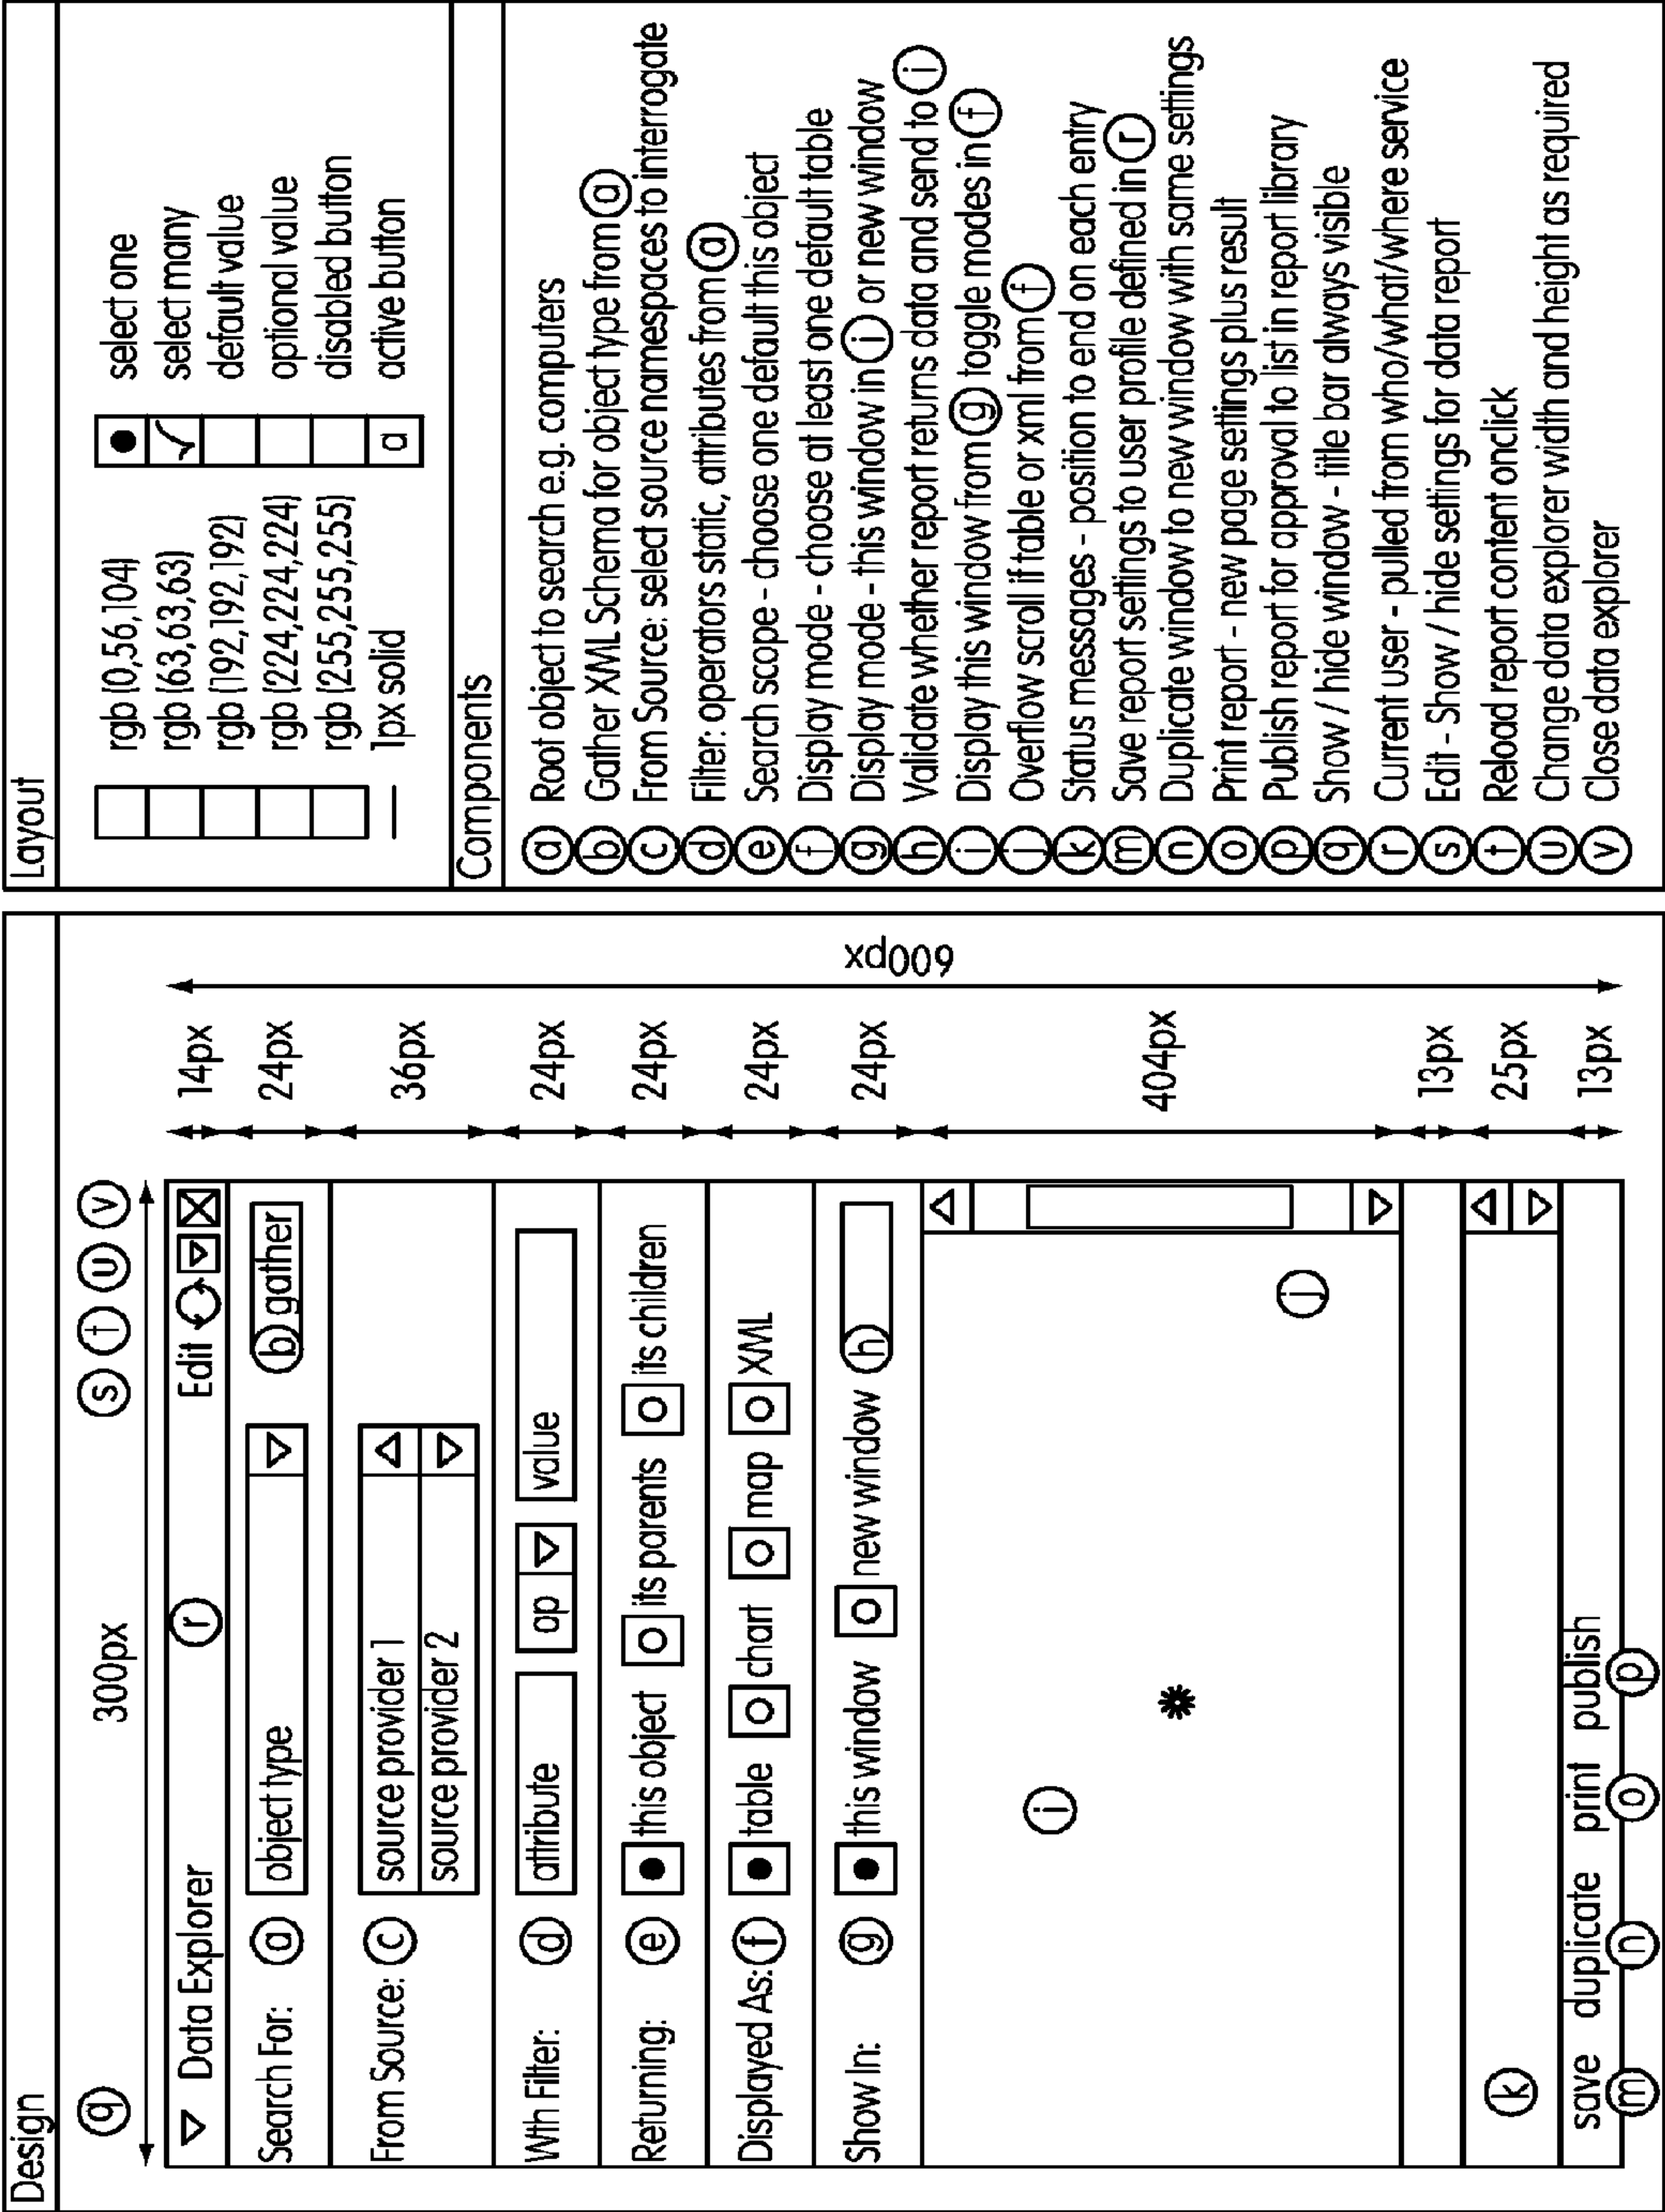 Design
q s t u v
300px
Data Explorer r Edit 14px
Search For: a object type b gather 24px
From Source: c source provider 1 36px
source provider 2
Wth Filter: d attribute op value 24px
Returning: e this object its parents its children 24px
Displayed As: f table chart map XML 24px
Show In: g this window new window h 24px
i
404px
j
600px
13px
k 25px
save duplicate print publish 13px
m n o p
Layout
rgb (0,56,104) select one
rgb (63,63,63) select many
rgb (192,192,192) default value
rgb (224,224,224) optional value
rgb (255,255,255) disabled button
1px solid a active button
Components
a Root object to search e.g. computers
b Gather XML Schema for object type from a
c From Source: select source namespaces to interrogate
d Filter: operators static, attributes from a
e Search scope - choose one default this object
f Display mode - choose at least one default table
g Display mode - this window in i or new window
h Validate whether report returns data and send to i
i Display this window from g toggle modes in f
j Overflow scroll if table or xml from f
k Status messages - position to end on each entry
m Save report settings to user profile defined in r
n Duplicate window to new window with same settings
o Print report - new page settings plus result
p Publish report for approval to list in report library
q Show / hide window - title bar always visible
r Current user - pulled from who/what/where service
s Edit - Show / hide settings for data report
t Reload report content onclick
u Change data explorer width and height as required
v Close data explorer